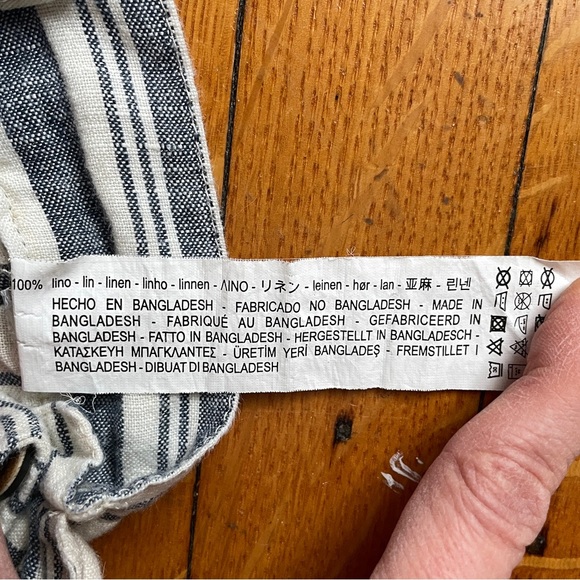 100% lino - lin - linen - linho - linnen - ΛΙΝΟ - リネン - leinen - hør - lan - 亚麻 - 린넨
HECHO EN BANGLADESH - FABRICADO NO BANGLADESH - MADE IN
BANGLADESH - FABRIQUÉ AU BANGLADESH - GEFABRICEERD IN
BANGLADESH - FATTO IN BANGLADESH - HERGESTELLT IN BANGLADESCH -
ΚΑΤΑΣΚΕΥΗ ΜΠΑΓΚΛΑΝΤΕΣ - ÜRETİM YERİ BANGLADEŞ - FREMSTILLET I
BANGLADESH - DIBUAT DI BANGLADESH